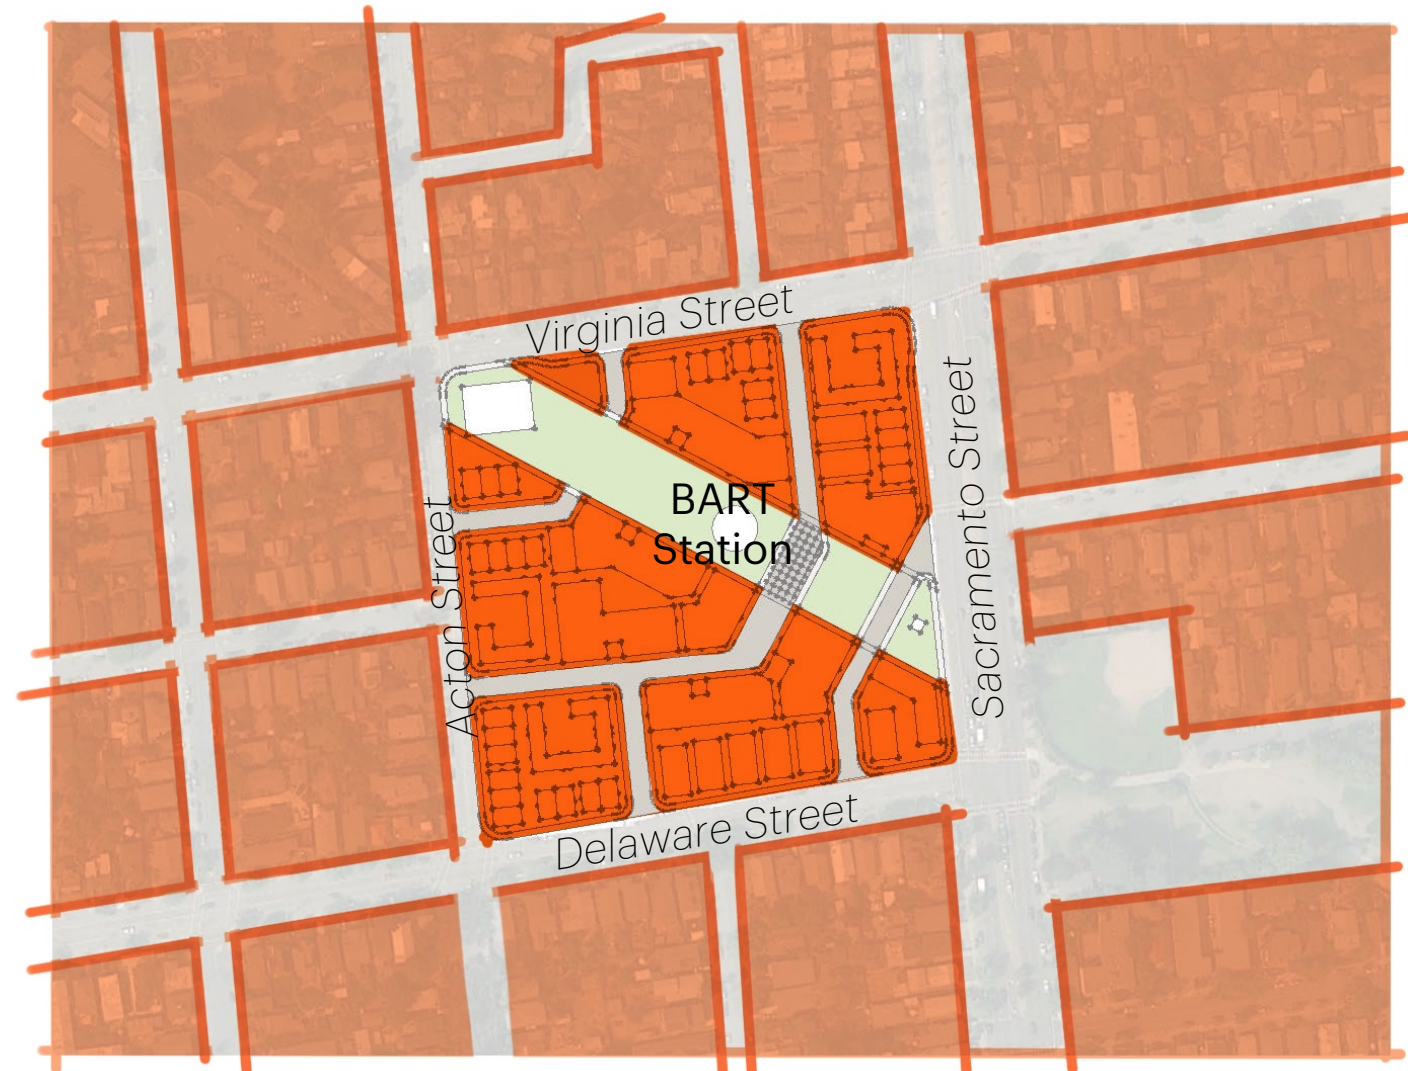 Virginia Street
BART
Station
Acton Street
Sacramento Street
Delaware Street